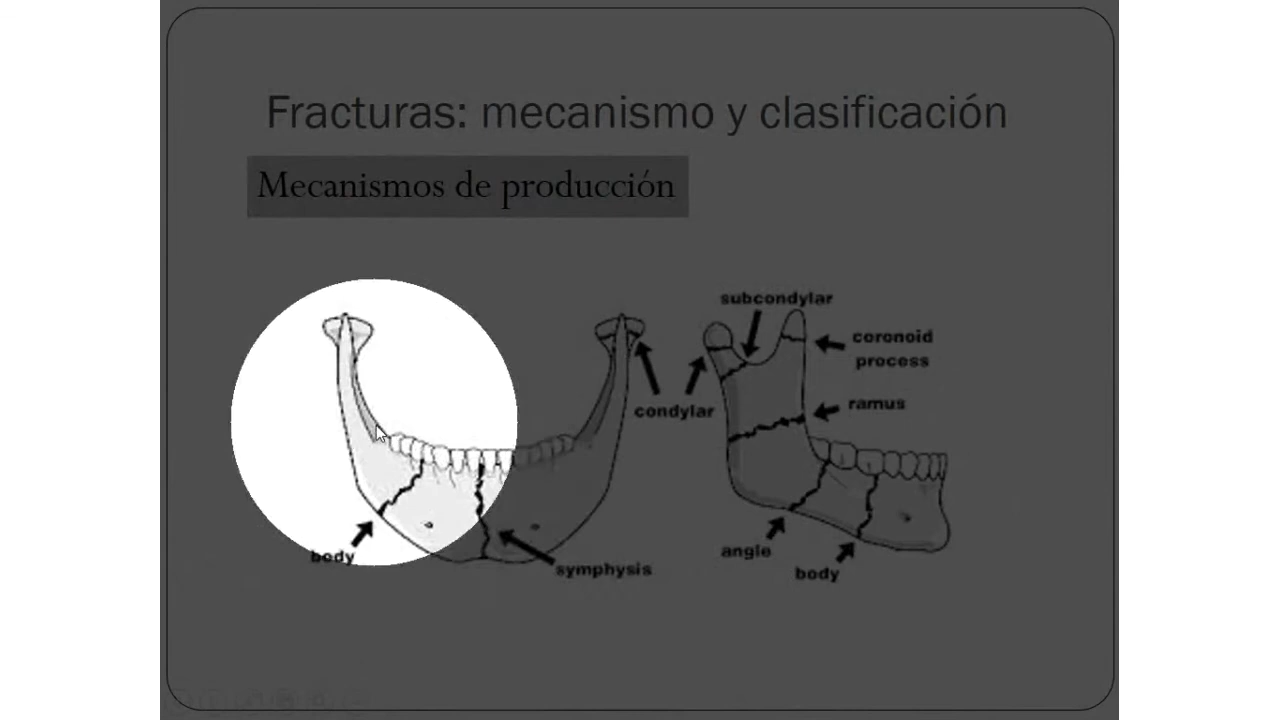 Fracturas: mecanismo y clasificación
Mecanismos de producción
subcondylar
coronoid
process
ramus
condylar
body
symphysis
angle
body